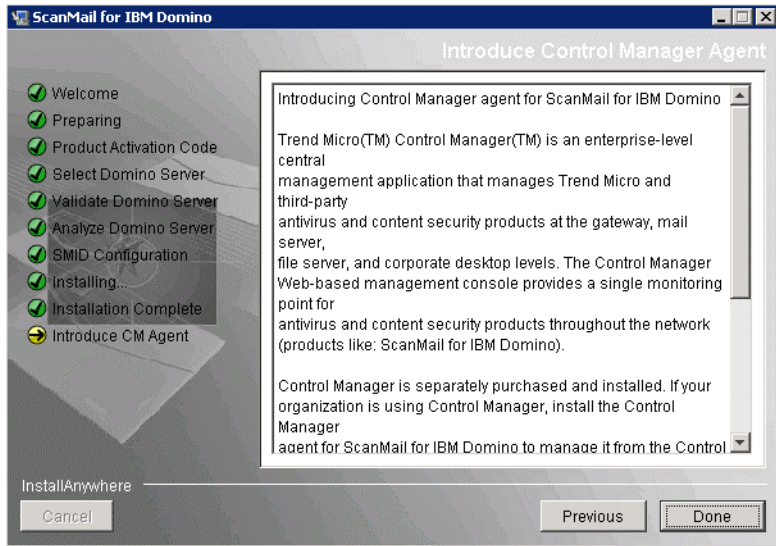 ScanMail for IBM Domino
Introduce Control Manager Agent
Welcome
Preparing
Product Activation Code
Select Domino Server
Validate Domino Server
Analyze Domino Server
SMID Configuration
Installing...
Installation Complete
Introduce CM Agent
Introducing Control Manager agent for ScanMail for IBM Domino
Trend Micro(TM) Control Manager(TM) is an enterprise-level
central
management application that manages Trend Micro and
third-party
antivirus and content security products at the gateway, mail
server,
file server, and corporate desktop levels. The Control Manager
Web-based management console provides a single monitoring
point for
antivirus and content security products throughout the network
(products like: ScanMail for IBM Domino).
Control Manager is separately purchased and installed. If your
organization is using Control Manager, install the Control
Manager
agent for ScanMail for IBM Domino to manage it from the Control
InstallAnywhere
Cancel
Previous
Done